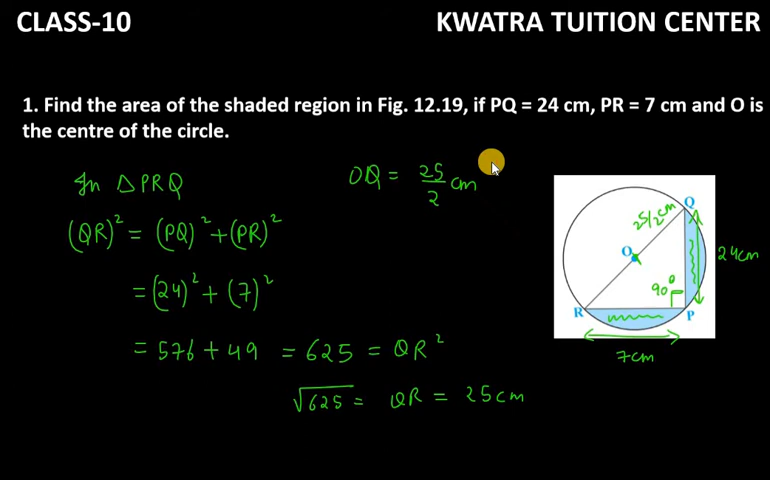 CLASS-10 KWATRA TUITION CENTER
1. Find the area of the shaded region in Fig. 12.19, if PQ = 24 cm, PR = 7 cm and O is
the centre of the circle.
In △PRQ
(QR)² = (PQ)² + (PR)²
= (24)² + (7)²
= 576 + 49 = 625 = QR²
√625 = QR = 25 cm
OQ = 25/2 cm
Q
25/2 cm
O
24cm
90°
R
P
7cm